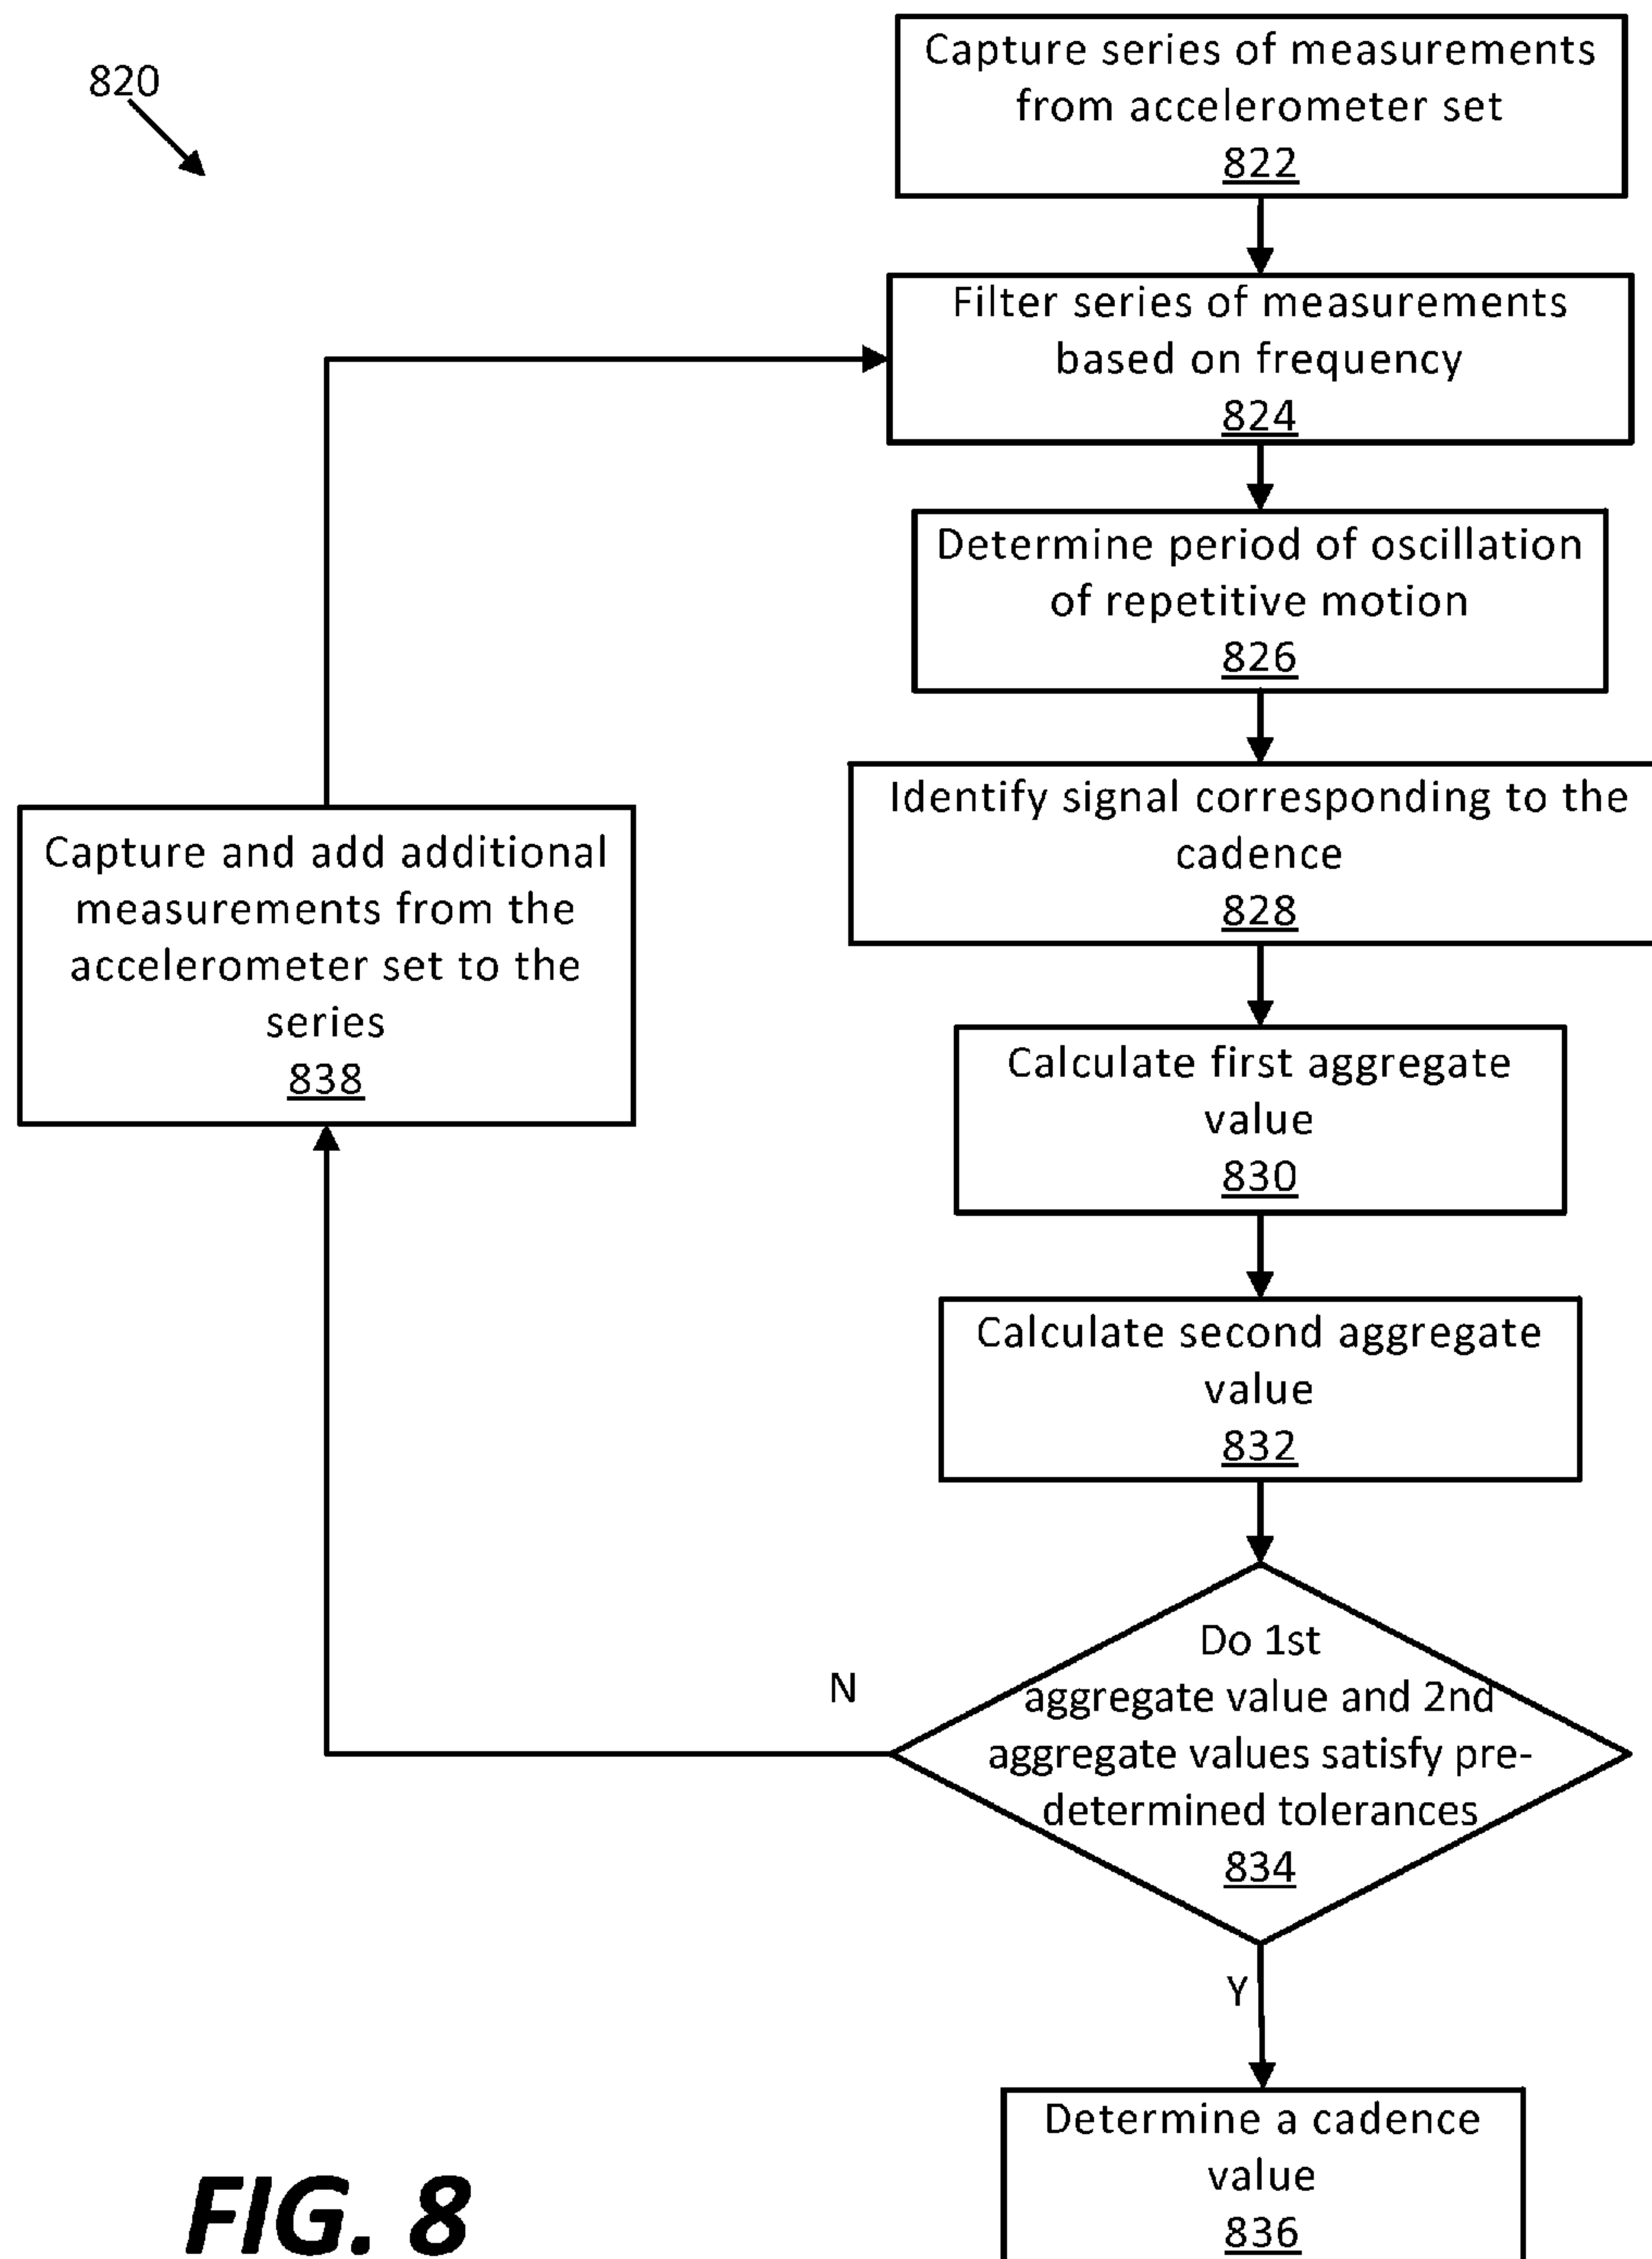 820
Capture series of measurements
from accelerometer set
822
Filter series of measurements
based on frequency
824
Determine period of oscillation
of repetitive motion
826
Identify signal corresponding to the
cadence
828
Capture and add additional
measurements from the
accelerometer set to the
series
838
Calculate first aggregate
value
830
Calculate second aggregate
value
832
Do 1st
aggregate value and 2nd
aggregate values satisfy pre-
determined tolerances
834
N
Y
Determine a cadence
value
836
FIG. 8